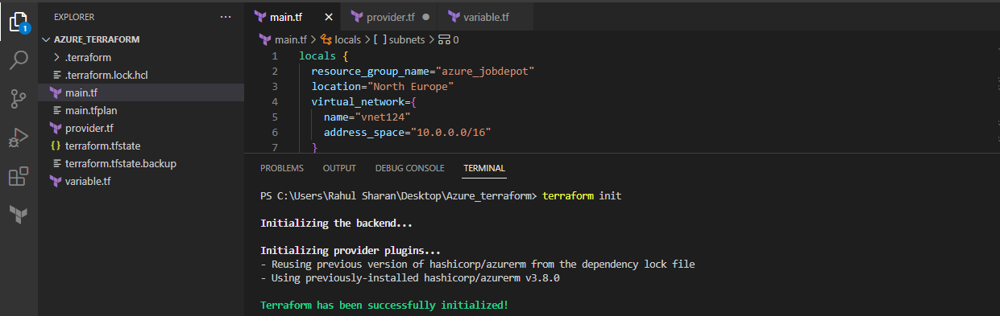 EXPLORER
···
AZURE_TERRAFORM
.terraform
.terraform.lock.hcl
main.tf
main.tfplan
provider.tf
{} terraform.tfstate
terraform.tfstate.backup
variable.tf
1
main.tf
provider.tf
variable.tf
main.tf > locals > [ ] subnets > 0
1 locals {
2 resource_group_name="azure_jobdepot"
3 location="North Europe"
4 virtual_network={
5 name="vnet124"
6 address_space="10.0.0.0/16"
7 }
PROBLEMS OUTPUT DEBUG CONSOLE TERMINAL
PS C:\Users\Rahul Sharan\Desktop\Azure_terraform> terraform init
Initializing the backend...
Initializing provider plugins...
- Reusing previous version of hashicorp/azurerm from the dependency lock file
- Using previously-installed hashicorp/azurerm v3.8.0
Terraform has been successfully initialized!